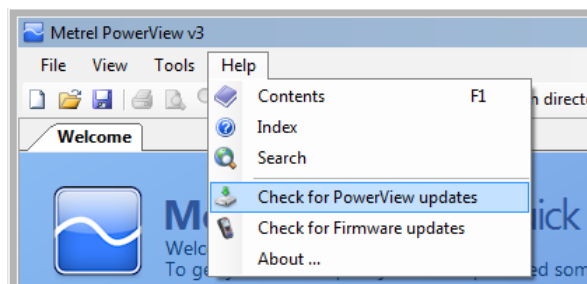 Metrel PowerView v3
File View Tools Help
Contents F1
Index
Search
Check for PowerView updates
Check for Firmware updates
About ...
Welcome